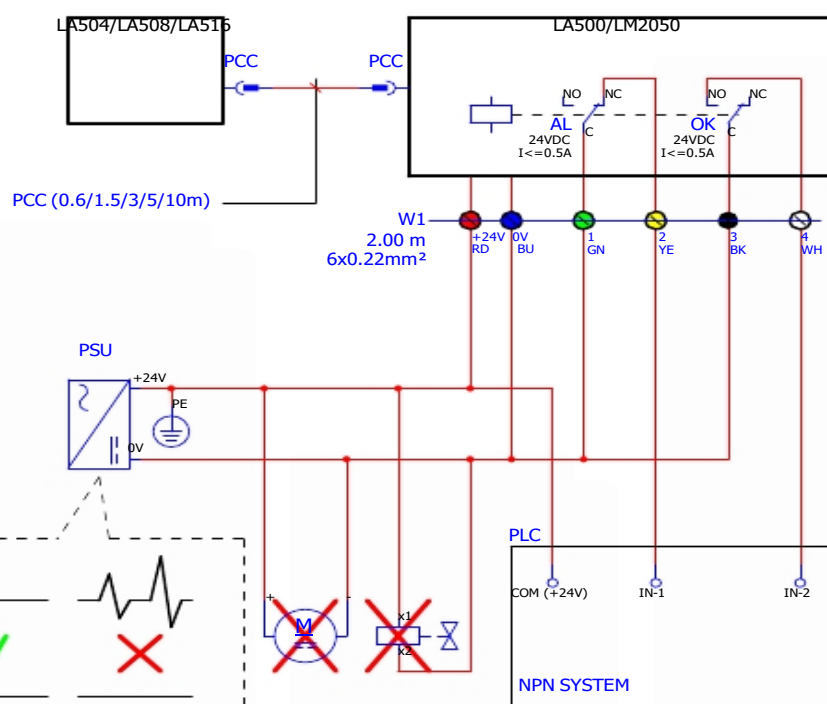 LA504/LA508/LA516
LA500/LM2050
PCC
PCC
NO
NC
NO
NC
AL
C
OK
C
24VDC
I<=0.5A
24VDC
I<=0.5A
PCC (0.6/1.5/3/5/10m)
W1
2.00 m
6x0.22mm²
+24V
RD
0V
BU
1
GN
2
YE
3
BK
4
WH
PSU
+24V
PE
0V
PLC
COM (+24V)
IN-1
IN-2
+
-
M
x1
x2
NPN SYSTEM